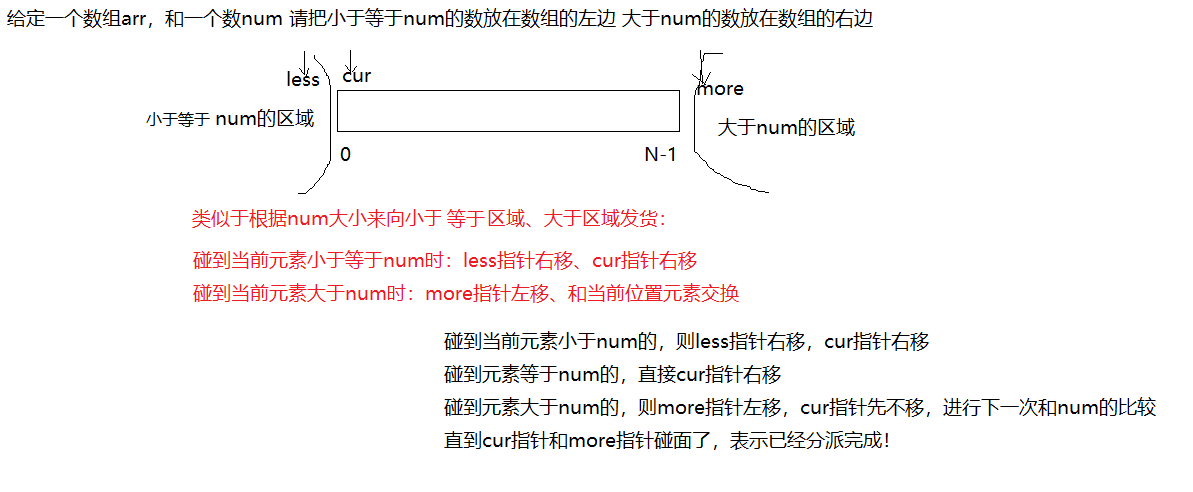 给定一个数组arr，和一个数num 请把小于等于num的数放在数组的左边 大于num的数放在数组的右边
less cur more
小于等于 num的区域 大于num的区域
0 N-1
类似于根据num大小来向小于 等于区域、大于区域发货：
碰到当前元素小于等于num时：less指针右移、cur指针右移
碰到当前元素大于num时：more指针左移、和当前位置元素交换
碰到当前元素小于num的，则less指针右移，cur指针右移
碰到元素等于num的，直接cur指针右移
碰到元素大于num的，则more指针左移，cur指针先不移，进行下一次和num的比较
直到cur指针和more指针碰面了，表示已经分派完成！